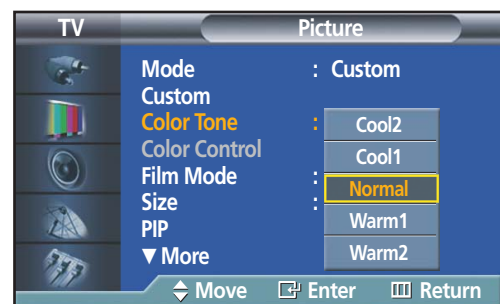 TV Picture
Mode : Custom
Custom
Color Tone : Cool2
Color Control Cool1
Film Mode : Normal
Size : Warm1
PIP Warm2
▼ More
Move Enter Return